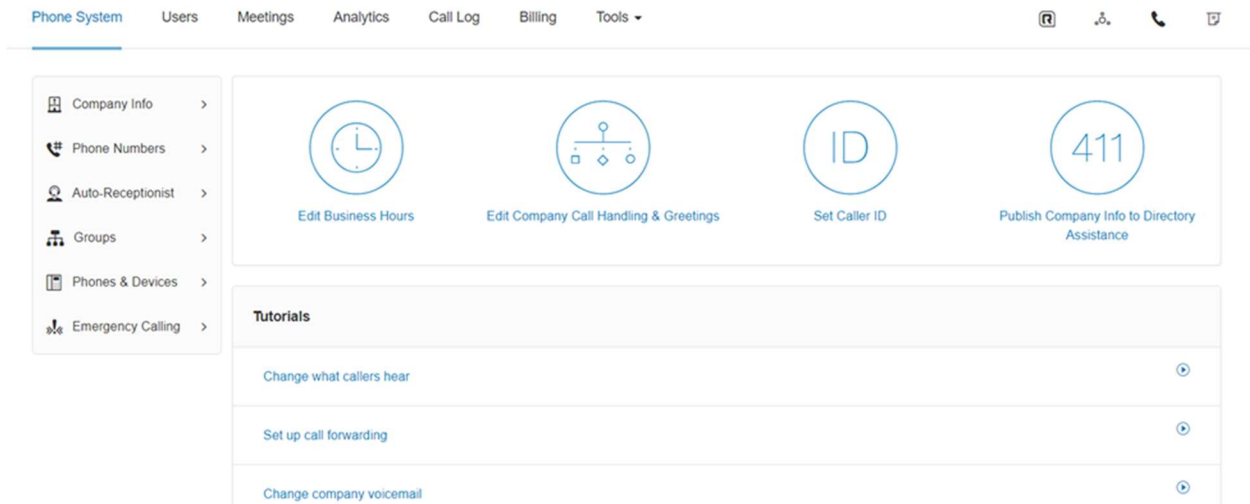 Phone System Users Meetings Analytics Call Log Billing Tools
Company Info
Phone Numbers
Auto-Receptionist
Groups
Phones & Devices
Emergency Calling
ID
411
Edit Business Hours
Edit Company Call Handling & Greetings
Set Caller ID
Publish Company Info to Directory
Assistance
Tutorials
Change what callers hear
Set up call forwarding
Change company voicemail